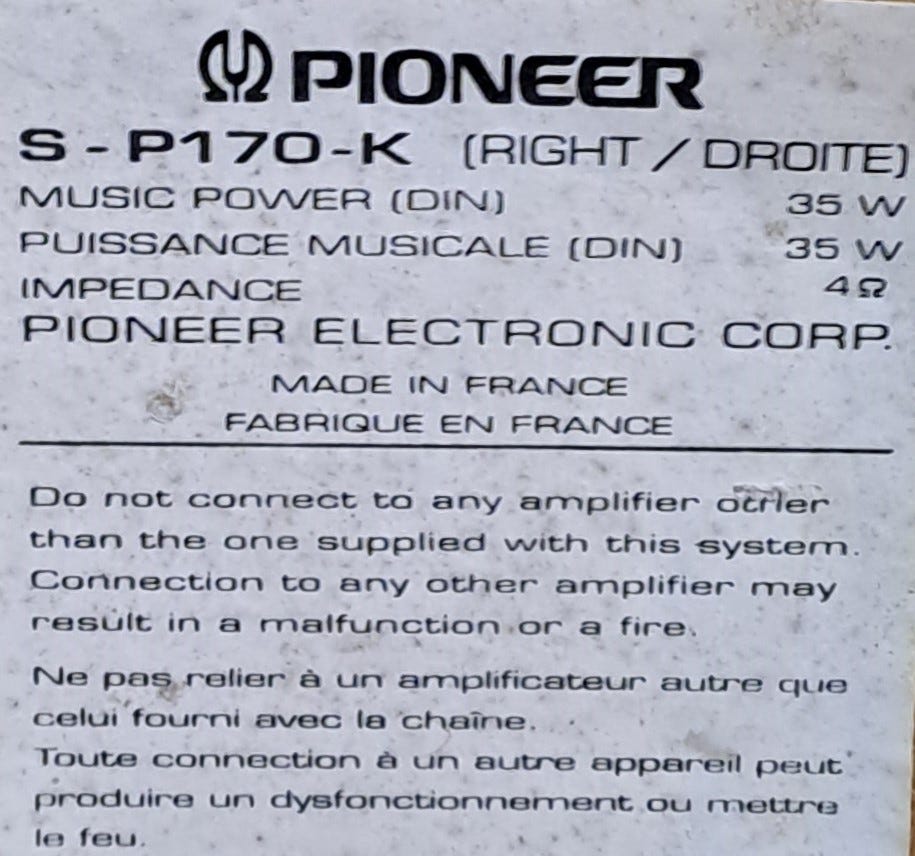 PIONEER
S-P170-K (RIGHT / DROITE)
MUSIC POWER (DIN) 35 W
PUISSANCE MUSICALE (DIN) 35 W
IMPEDANCE 4Ω
PIONEER ELECTRONIC CORP.
MADE IN FRANCE
FABRIQUE EN FRANCE
Do not connect to any amplifier other
than the one supplied with this system.
Connection to any other amplifier may
result in a malfunction or a fire.
Ne pas relier à un amplificateur autre que
celui fourni avec la chaîne.
Toute connection à un autre appareil peut
produire un dysfonctionnement ou mettre
le feu.